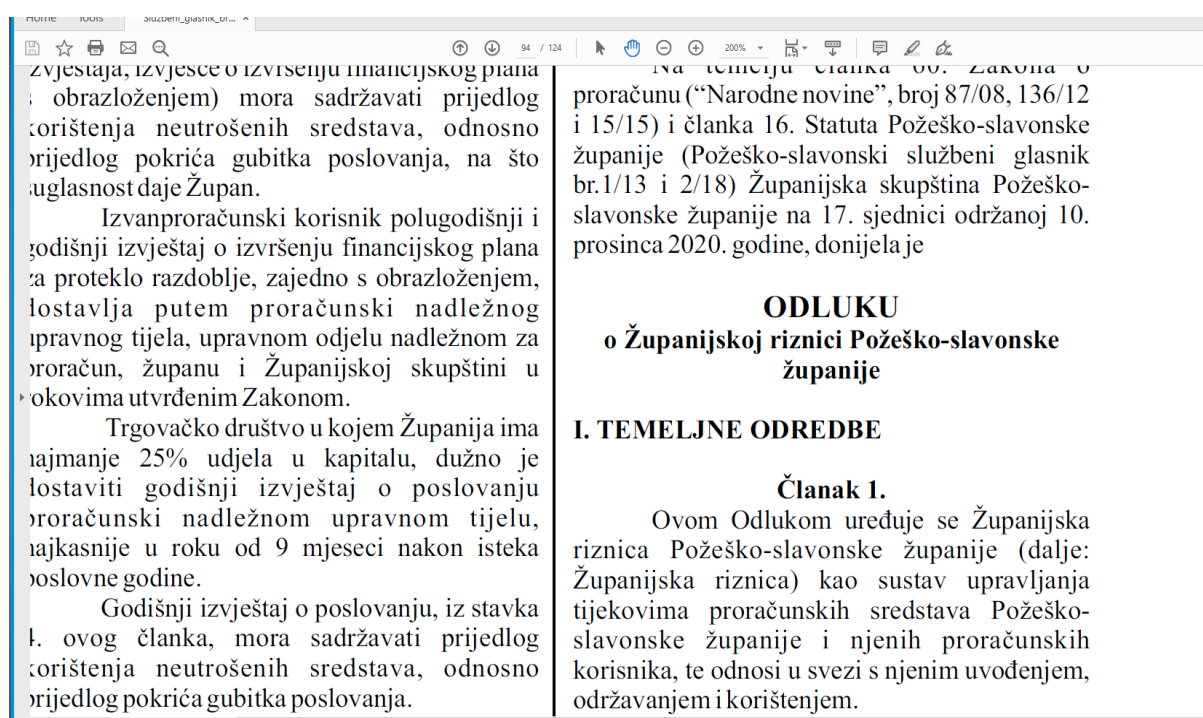 Home Tools Sluzbeni_glasnik_br... ×
94 / 124 200%
zvještaja, izvješće o izvršenju financijskog plana
s obrazloženjem) mora sadržavati prijedlog
korištenja neutrošenih sredstava, odnosno
prijedlog pokrića gubitka poslovanja, na što
suglasnost daje Župan.
Izvanproračunski korisnik polugodišnji i
godišnji izvještaj o izvršenju financijskog plana
za proteklo razdoblje, zajedno s obrazloženjem,
dostavlja putem proračunski nadležnog
upravnog tijela, upravnom odjelu nadležnom za
proračun, županu i Županijskoj skupštini u
rokovima utvrđenim Zakonom.
Trgovačko društvo u kojem Županija ima
najmanje 25% udjela u kapitalu, dužno je
dostaviti godišnji izvještaj o poslovanju
proračunski nadležnom upravnom tijelu,
najkasnije u roku od 9 mjeseci nakon isteka
poslovne godine.
Godišnji izvještaj o poslovanju, iz stavka
4. ovog članka, mora sadržavati prijedlog
korištenja neutrošenih sredstava, odnosno
prijedlog pokrića gubitka poslovanja.
Na temelju članka Zakona o
proračunu (“Narodne novine”, broj 87/08, 136/12
i 15/15) i članka 16. Statuta Požeško-slavonske
županije (Požeško-slavonski službeni glasnik
br.1/13 i 2/18) Županijska skupština Požeško-
slavonske županije na 17. sjednici održanoj 10.
prosinca 2020. godine, donijela je
ODLUKU
o Županijskoj riznici Požeško-slavonske
županije
I. TEMELJNE ODREDBE
Članak 1.
Ovom Odlukom uređuje se Županijska
riznica Požeško-slavonske županije (dalje:
Županijska riznica) kao sustav upravljanja
tijekovima proračunskih sredstava Požeško-
slavonske županije i njenih proračunskih
korisnika, te odnosi u svezi s njenim uvođenjem,
održavanjem i korištenjem.